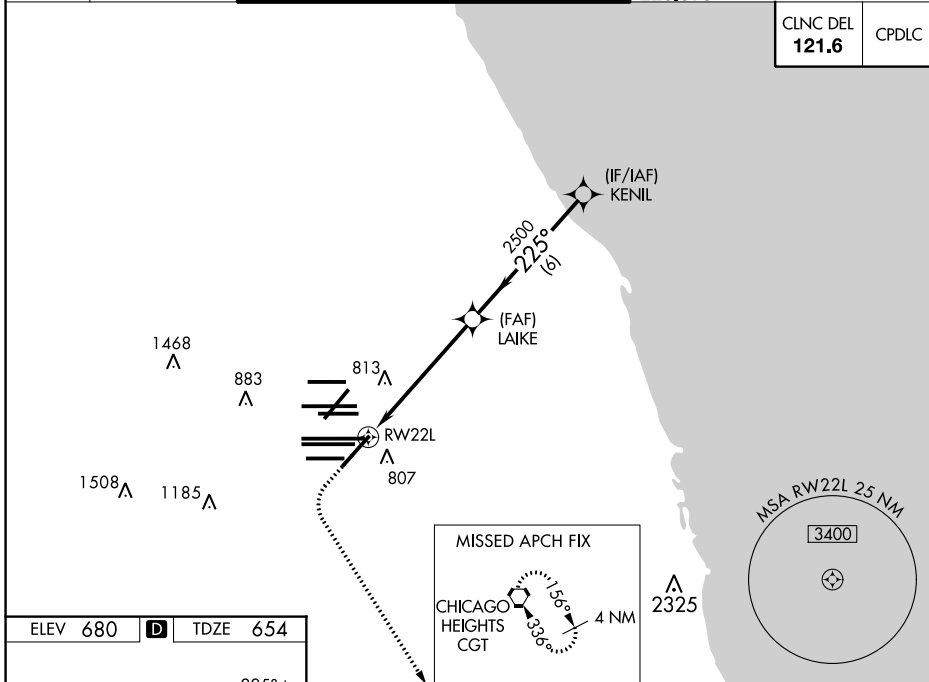 CLNC DEL
121.6
CPDLC
(IF/IAF)
KENIL
2500
225°
(6)
(FAF)
LAIKE
1468
883
813
RW22L
807
1508
1185
MSA RW22L 25 NM
3400
MISSED APCH FIX
CHICAGO
HEIGHTS
CGT
156°
336°
4 NM
2325
ELEV 680 D TDZE 654